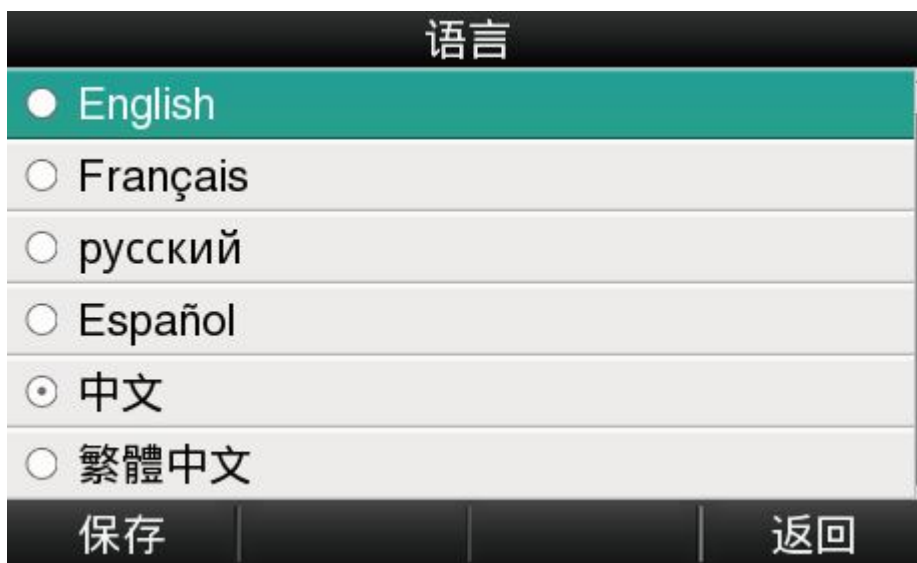 语言
English
Français
русский
Español
中文
繁體中文
保存 返回